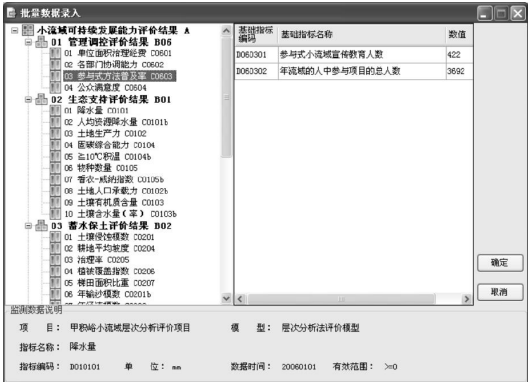 批量数据录入
小流域可持续发展能力评价结果 A
01 管理调控评价结果 B06
01 单位面积治理经费 C0601
02 各部门协调能力 C0602
03 参与式方法普及率 C0603
04 公众满意度 C0604
02 生态支持评价结果 B01
01 降水量 C0101
02 人均资源降水量 C0101b
03 土地生产力 C0102
04 固碳综合能力 C0104
05 ≧10℃积温 C0104b
06 物种数量 C0105
07 香农-威纳指数 C0105b
08 土地人口承载力 C0102b
09 土壤有机质含量 C0103
10 土壤含水量(率) C0103b
03 蓄水保土评价结果 B02
01 土壤侵蚀模数 C0201
02 耕地平均坡度 C0204
03 治理率 C0205
04 植被覆盖指数 C0206
05 梯田面积比重 C0207
06 年输沙模数 C0201b
基础指标编码 基础指标名称 数值
D060301 参与式小流域宣传教育人数 422
D060302 年流域的人中参与项目的总人数 3692
确定
取消
监测数据说明
项 目: 甲积峪小流域层次分析评价项目 模 型: 层次分析法评价模型
指标名称: 降水量
指标编码: D010101 单 位: mm 数据时间: 20060101 有效范围: >=0